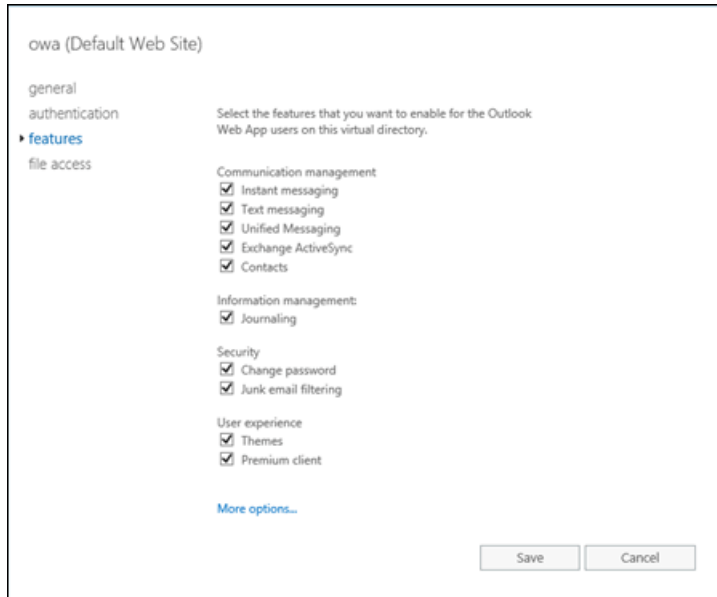 owa (Default Web Site)
general
authentication
features
file access
Select the features that you want to enable for the Outlook
Web App users on this virtual directory.
Communication management
Instant messaging
Text messaging
Unified Messaging
Exchange ActiveSync
Contacts
Information management:
Journaling
Security
Change password
Junk email filtering
User experience
Themes
Premium client
More options...
Save
Cancel